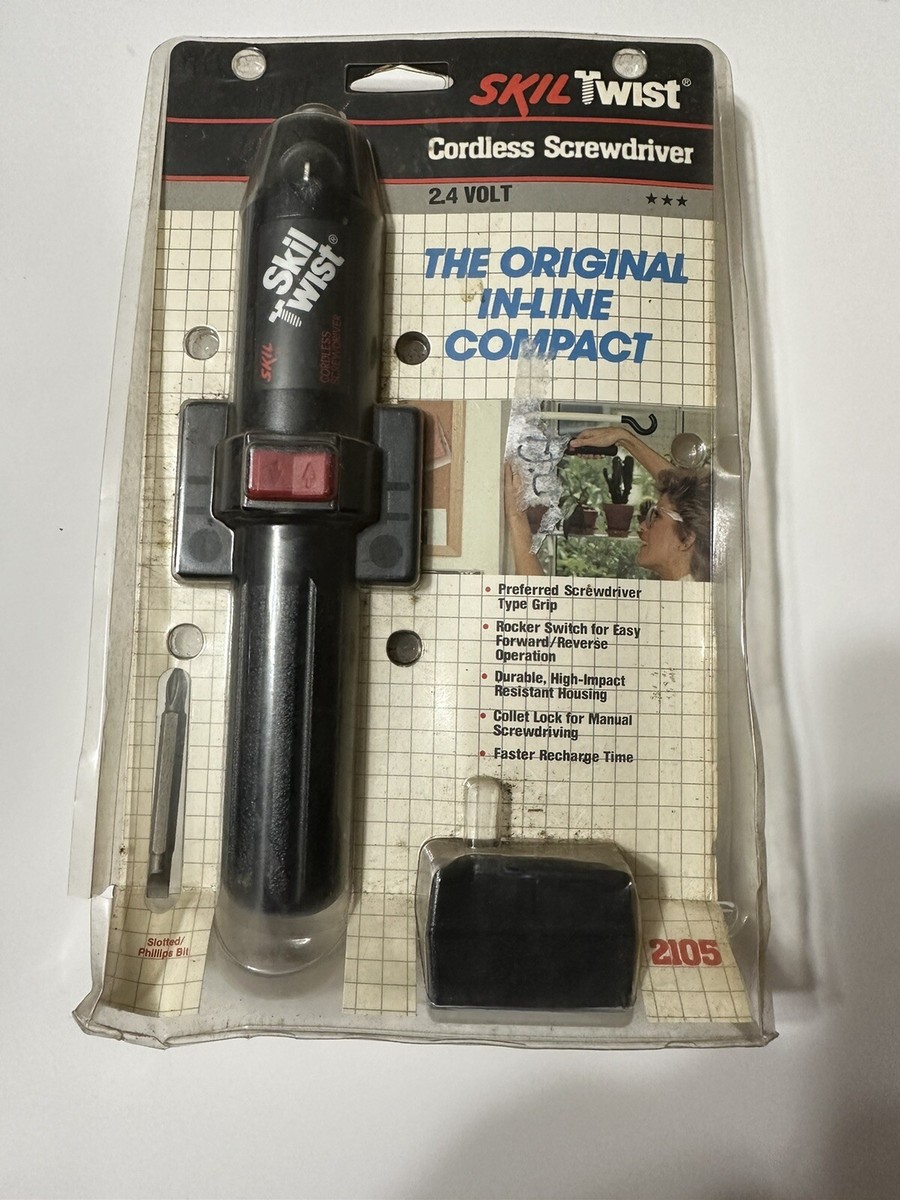 SKIL Twist®
Cordless Screwdriver
2.4 VOLT
★★★
THE ORIGINAL
IN-LINE
COMPACT
Skil
Twist®
SKIL
CORDLESS
SCREWDRIVER
• Preferred Screwdriver
Type Grip
• Rocker Switch for Easy
Forward/Reverse
Operation
• Durable, High-Impact
Resistant Housing
• Collet Lock for Manual
Screwdriving
• Faster Recharge Time
Slotted/
Phillips Bit
2105